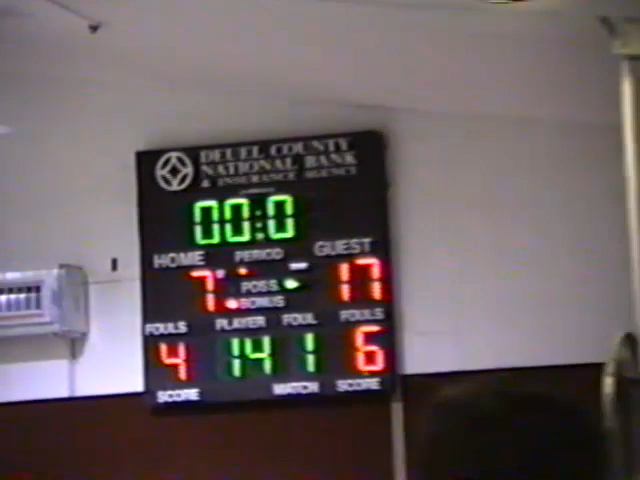 DEUEL COUNTY
NATIONAL BANK
& INSURANCE AGENCY
00:0
HOME PERIOD GUEST
7 POSS. 17
BONUS
FOULS PLAYER FOUL FOULS
4 14 1 6
SCORE MATCH SCORE